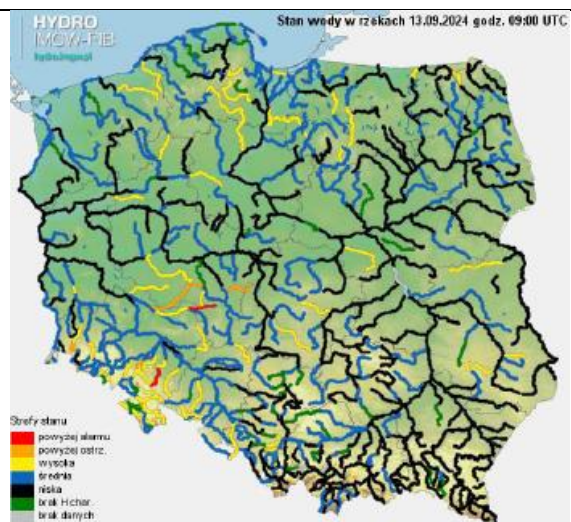 HYDRO
IMGW-PIB
hydro.imgw.pl
Stan wody w rzekach 13.09.2024 godz. 09:00 UTC
Strefy stanu
powyżej alarmu
powyżej ostrz.
wysoka
średnia
niska
brak H char.
brak danych